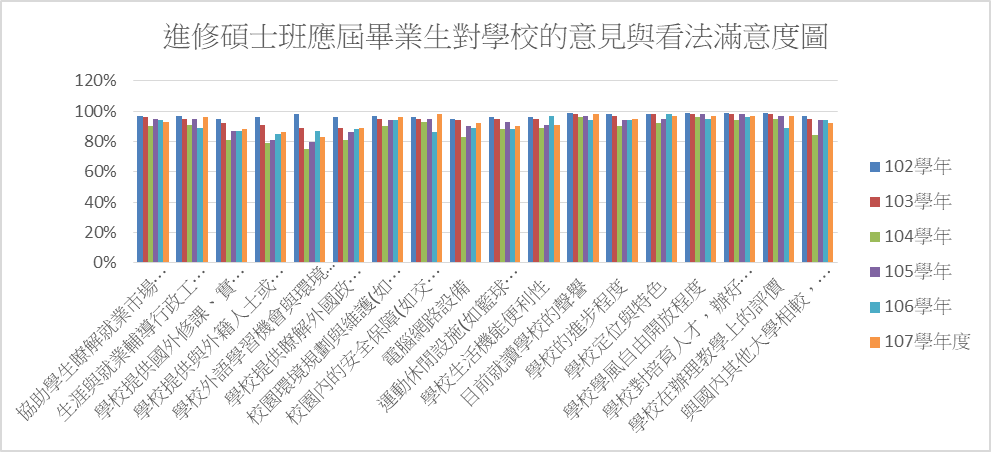 進修碩士班應屆畢業生對學校的意見與看法滿意度圖
120%
100%
80%
60%
40%
20%
0%
協助學生瞭解就業市場…
生涯與就業輔導行政工…
學校提供國外修課、實…
學校提供與外籍人士或…
學校外語學習機會與環境…
學校提供瞭解外國政…
校園環境規劃與維護(如…
校園內的安全保障(如交…
電腦網路設備
運動休閒設施(如籃球…
學校生活機能便利性
目前就讀學校的聲譽
學校的進步程度
學校定位與特色
學校學風自由開放程度
學校對培育人才，辦好…
學校在辦理教學上的評價
與國內其他大學相較，…
102學年
103學年
104學年
105學年
106學年
107學年度